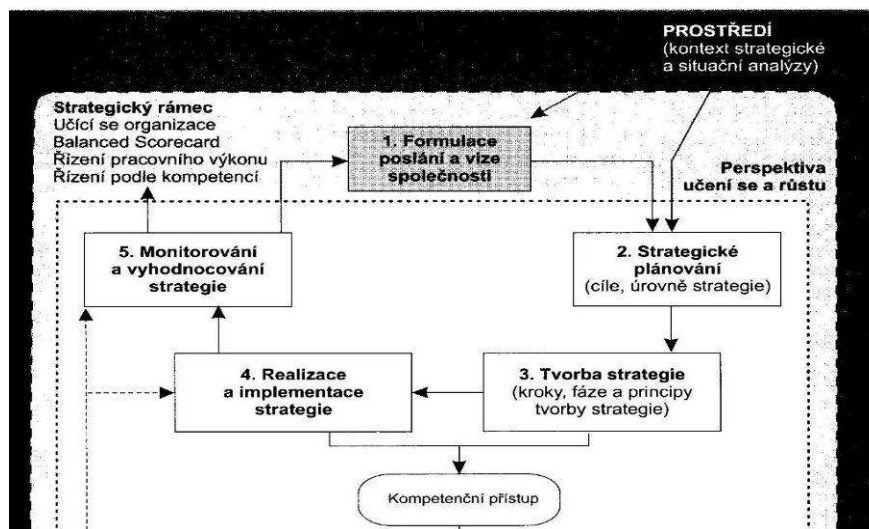 PROSTŘEDÍ
(kontext strategické
a situační analýzy)
Strategický rámec
Učící se organizace
Balanced Scorecard
Řízení pracovního výkonu
Řízení podle kompetencí
1. Formulace
poslání a vize
společnosti
Perspektiva
učení se a růstu
5. Monitorování
a vyhodnocování
strategie
2. Strategické
plánování
(cíle, úrovně strategie)
4. Realizace
a implementace
strategie
3. Tvorba strategie
(kroky, fáze a principy
tvorby strategie)
Kompetenční přístup